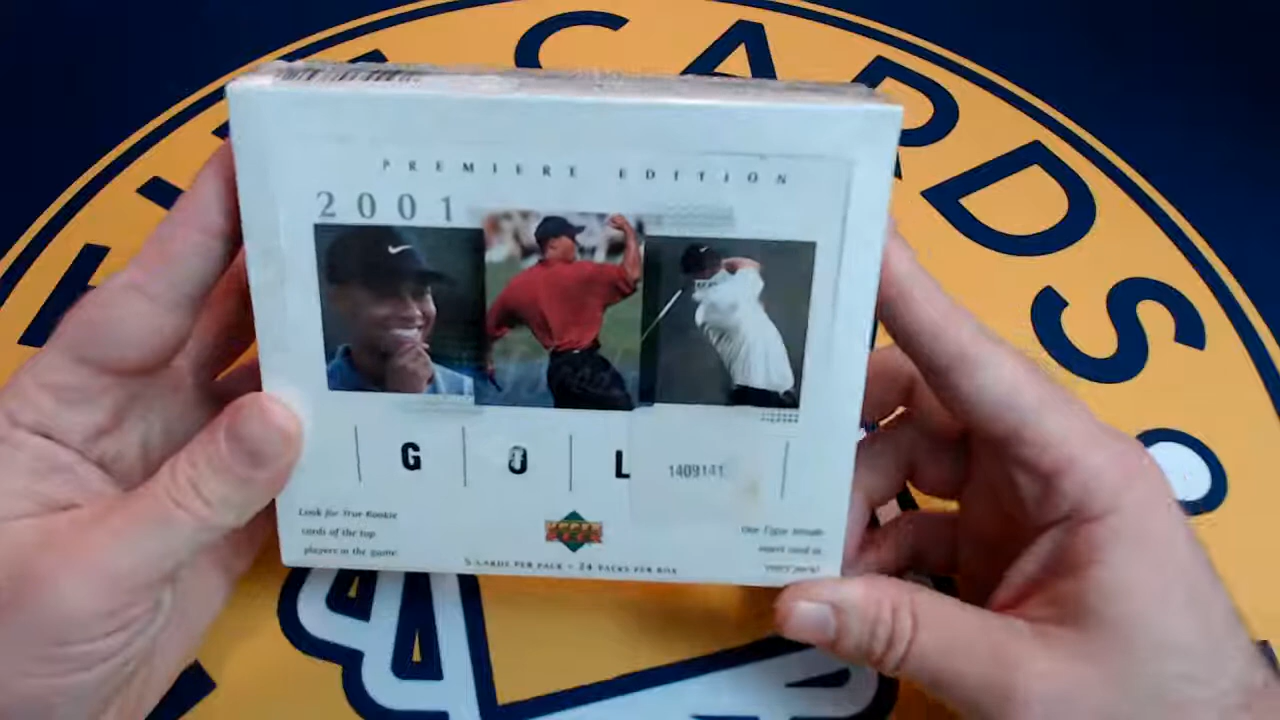 CARDS
PREMIERE EDITION
2001
G O L
1409141
Look for True Rookie
cards of the top
players in the game
One Tiger
insert card in
every pack!
UPPER DECK
5 CARDS PER PACK • 24 PACKS PER BOX